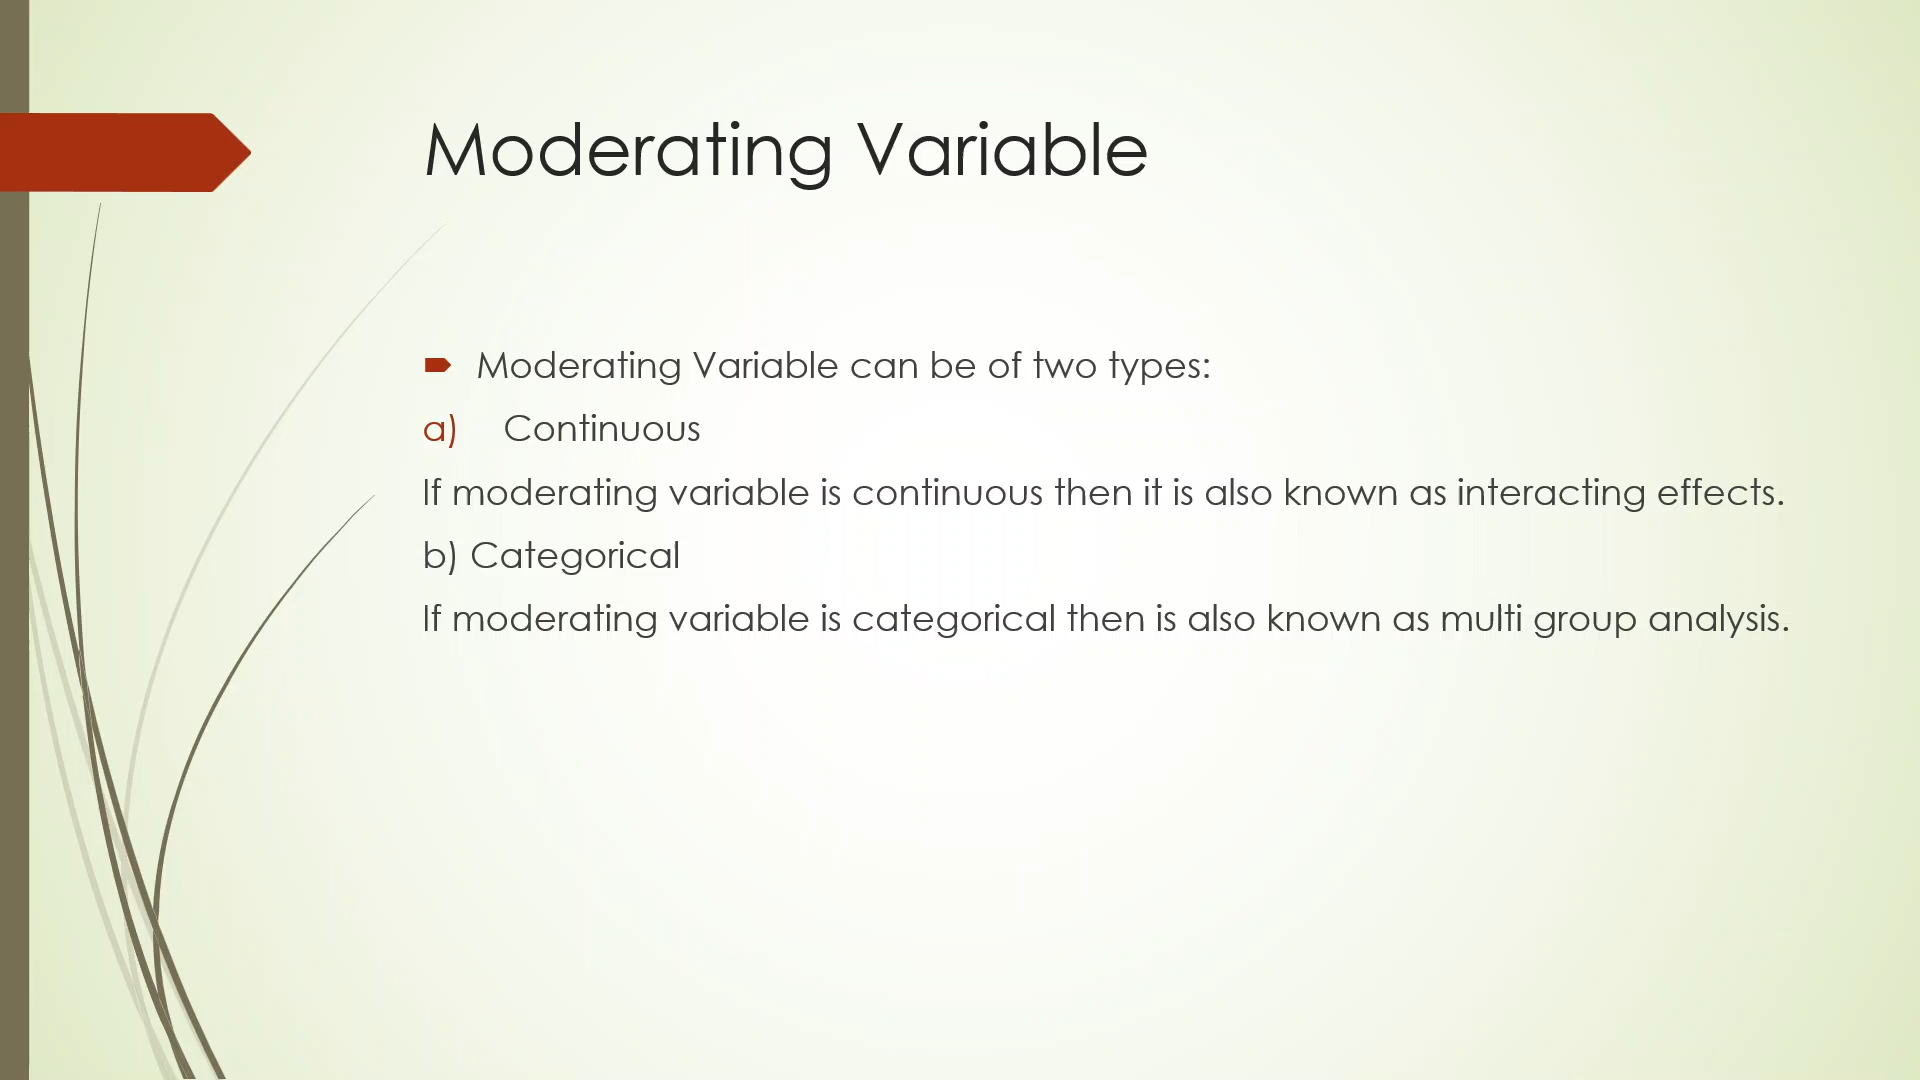 Moderating Variable
Moderating Variable can be of two types:
a) Continuous
If moderating variable is continuous then it is also known as interacting effects.
b) Categorical
If moderating variable is categorical then is also known as multi group analysis.